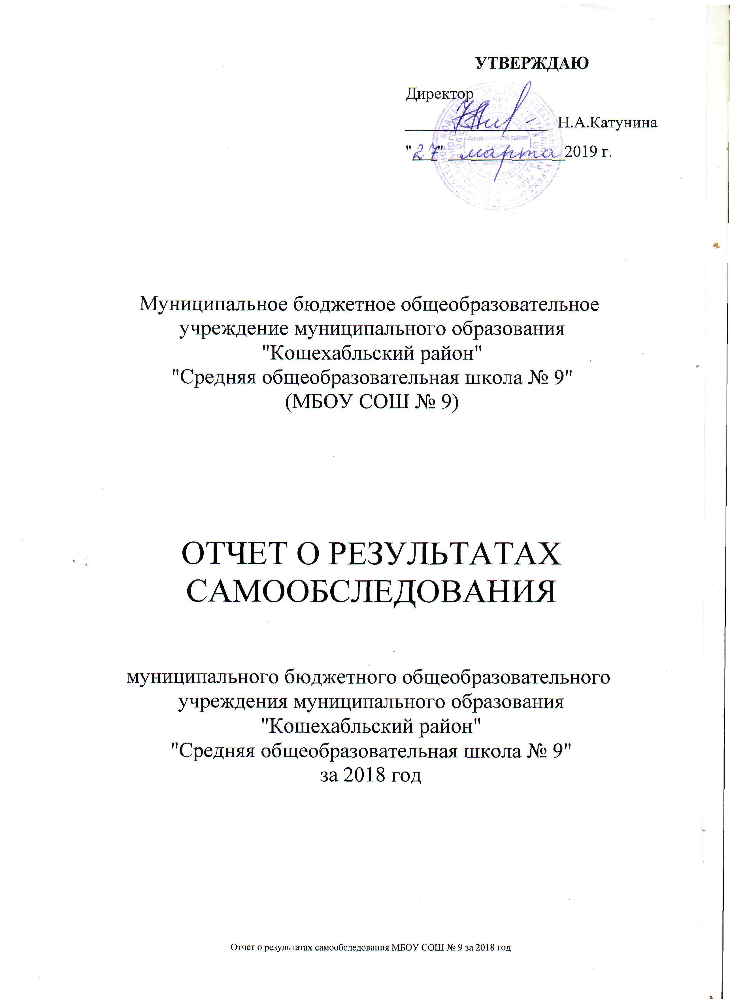 УТВЕРЖДАЮ
Директор
Н.А.Катунина
"27" марта 2019 г.
Муниципальное бюджетное общеобразовательное
учреждение муниципального образования
"Кошехабльский район"
"Средняя общеобразовательная школа № 9"
(МБОУ СОШ № 9)
ОТЧЕТ О РЕЗУЛЬТАТАХ
САМООБСЛЕДОВАНИЯ
муниципального бюджетного общеобразовательного
учреждения муниципального образования
"Кошехабльский район"
"Средняя общеобразовательная школа № 9"
за 2018 год
Отчет о результатах самообследования МБОУ СОШ № 9 за 2018 год